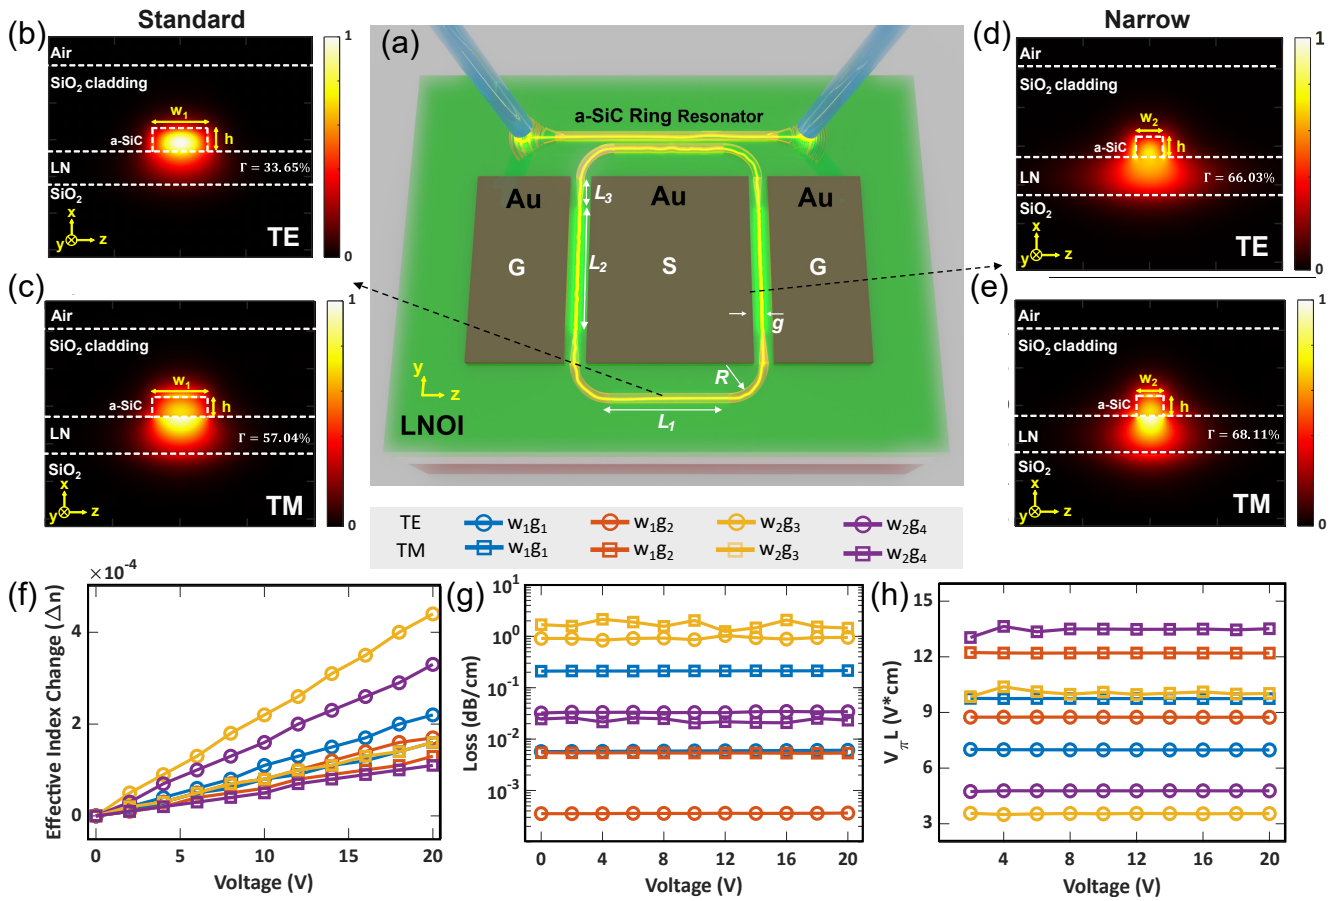 Standard
Narrow
(b)
Air
SiO₂ cladding
w₁
h
a-SiC
LN
Γ = 33.65%
SiO₂
x
y
z
TE
1
0
(a)
a-SiC Ring Resonator
Au
Au
Au
L₃
L₂
G
S
G
g
R
L₁
y
z
LNOI
(d)
Air
SiO₂ cladding
w₂
h
a-SiC
LN
Γ = 66.03%
SiO₂
x
y
z
TE
1
0
(c)
Air
SiO₂ cladding
w₁
h
a-SiC
LN
Γ = 57.04%
SiO₂
x
y
z
TM
1
0
(e)
Air
SiO₂ cladding
w₂
h
a-SiC
LN
Γ = 68.11%
SiO₂
x
y
z
TM
1
0
TE w₁g₁ w₁g₂ w₂g₃ w₂g₄
TM w₁g₁ w₁g₂ w₂g₃ w₂g₄
(f)
×10⁻⁴
Effective Index Change (△n)
4
2
0
0 5 10 15 20
Voltage (V)
(g)
Loss (dB/cm)
10¹
10⁰
10⁻¹
10⁻²
10⁻³
0 4 8 12 16 20
Voltage (V)
(h)
VπL (V*cm)
15
12
9
6
3
4 8 12 16 20
Voltage (V)